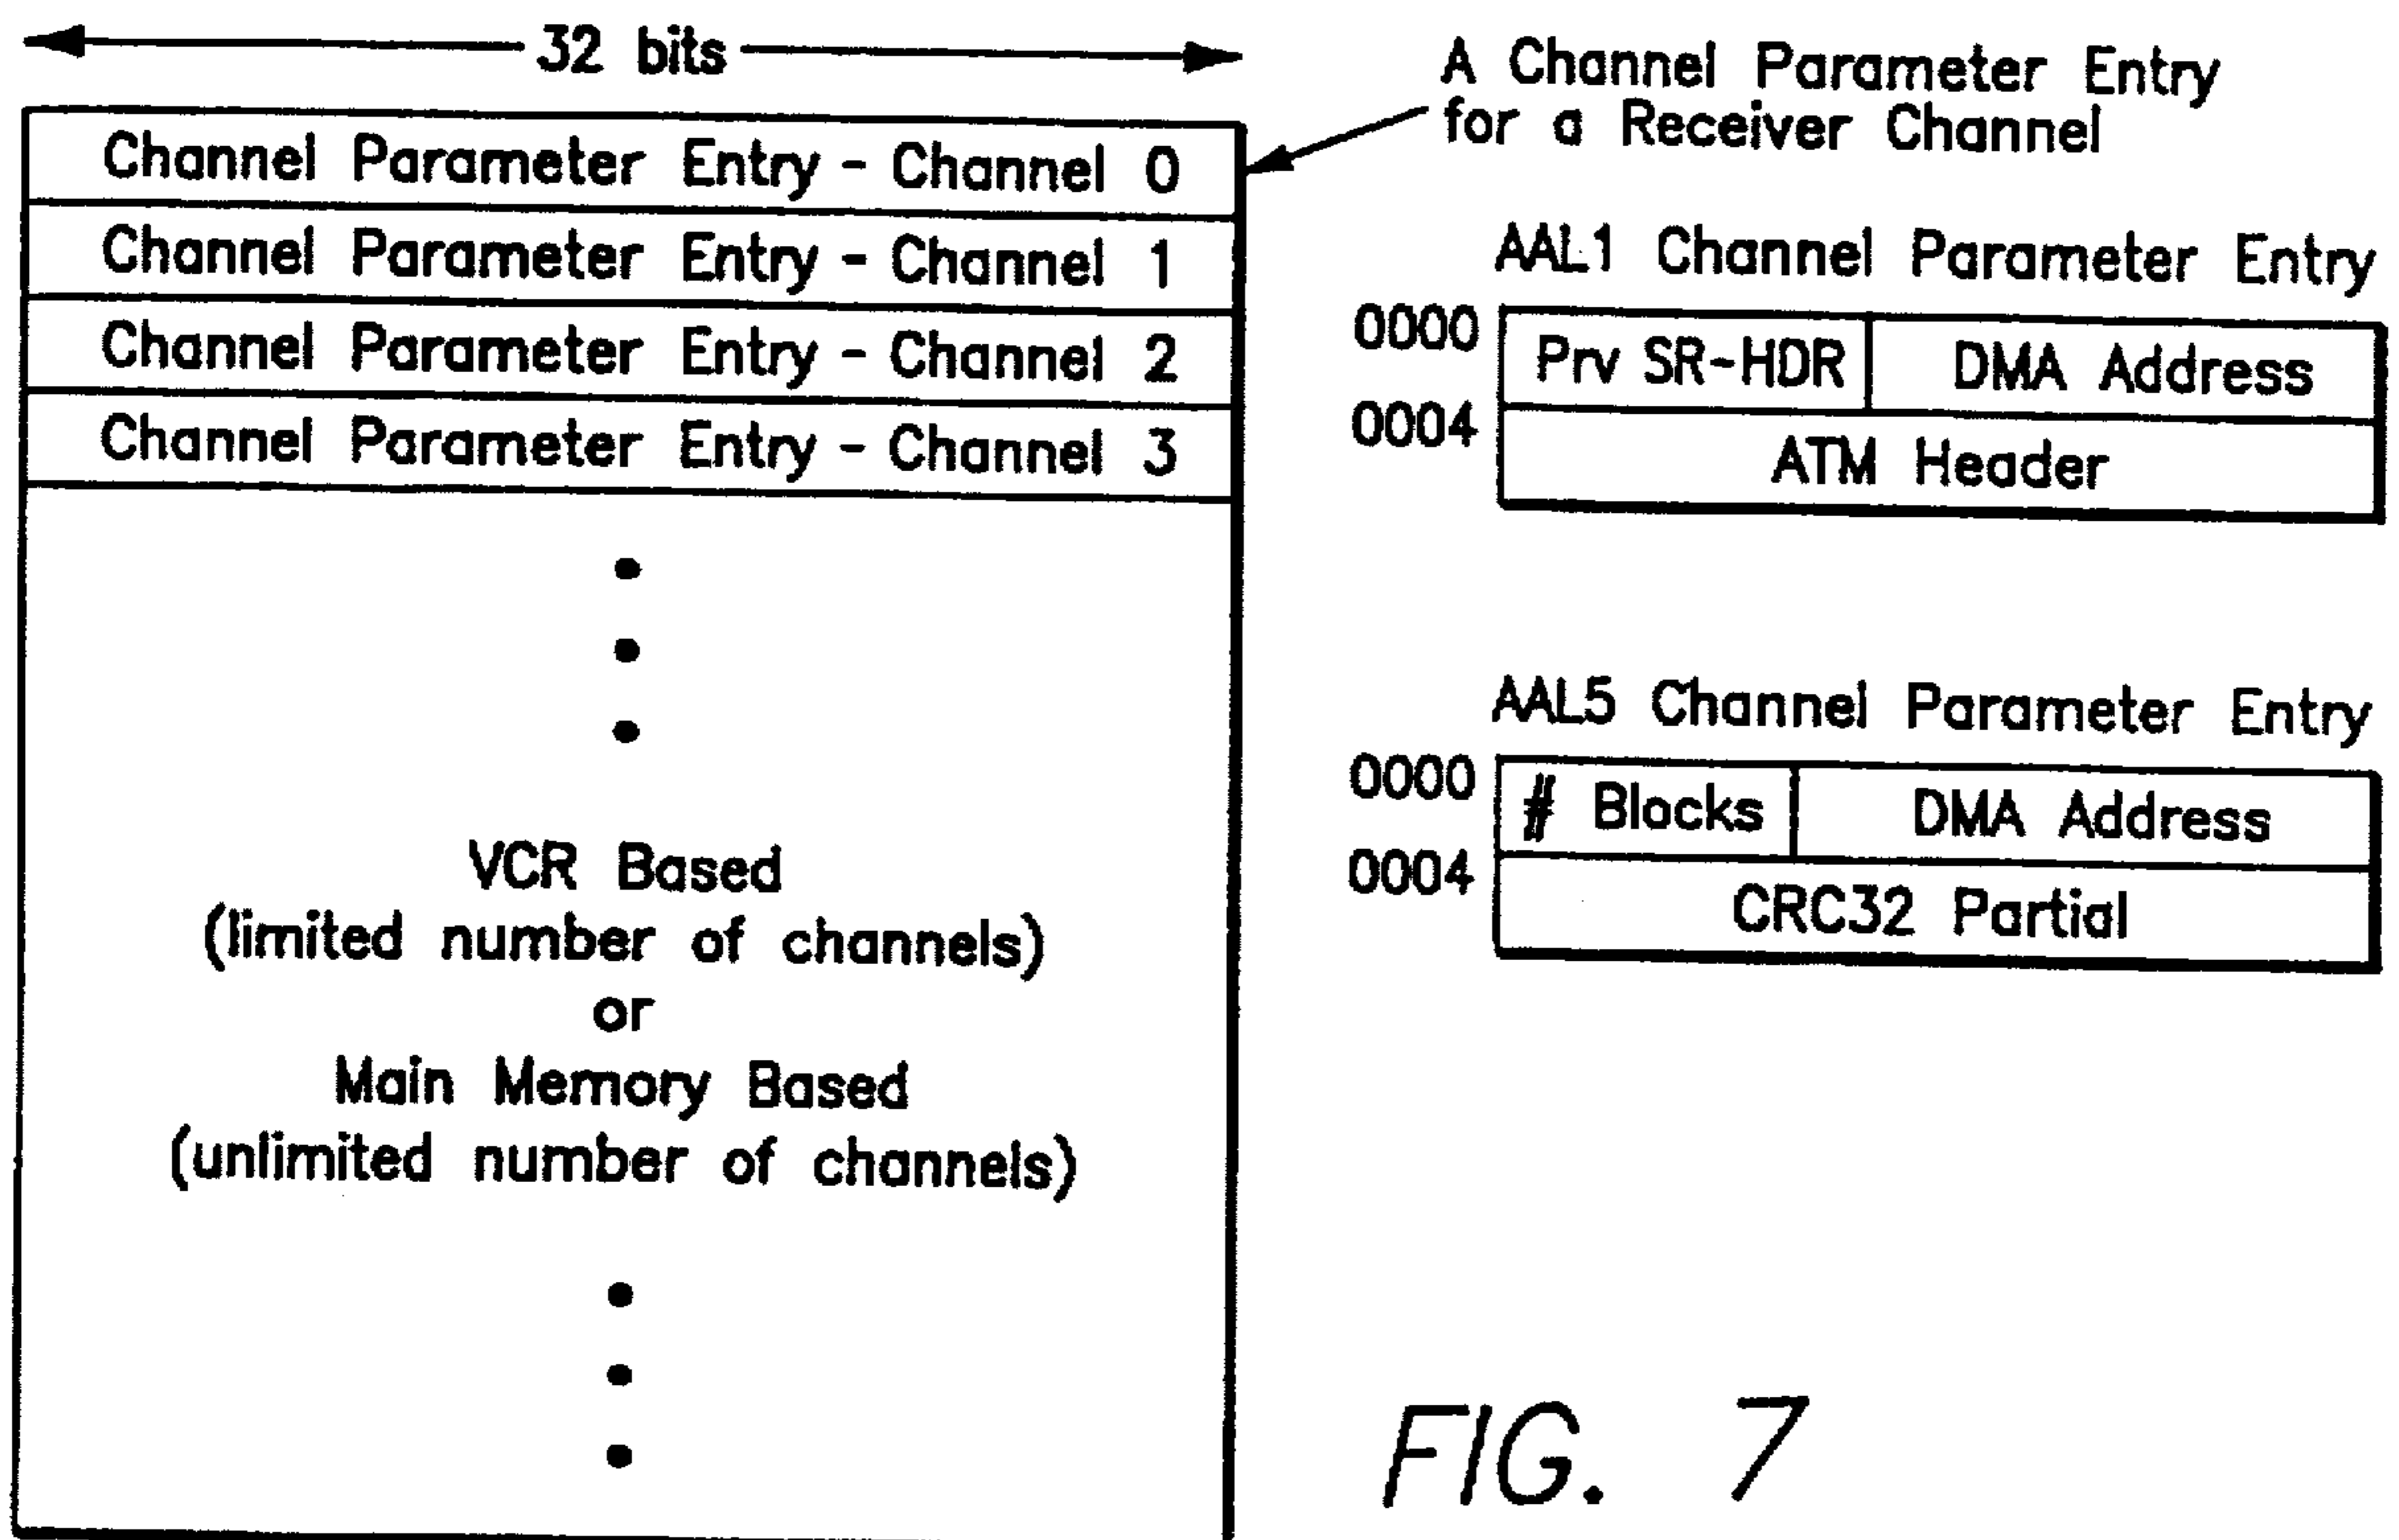 32 bits
Channel Parameter Entry - Channel 0
Channel Parameter Entry - Channel 1
Channel Parameter Entry - Channel 2
Channel Parameter Entry - Channel 3
VCR Based
(limited number of channels)
or
Main Memory Based
(unlimited number of channels)
A Channel Parameter Entry
for a Receiver Channel
AAL1 Channel Parameter Entry
0000 Prv SR-HDR DMA Address
0004 ATM Header
AAL5 Channel Parameter Entry
0000 # Blocks DMA Address
0004 CRC32 Partial
FIG. 7